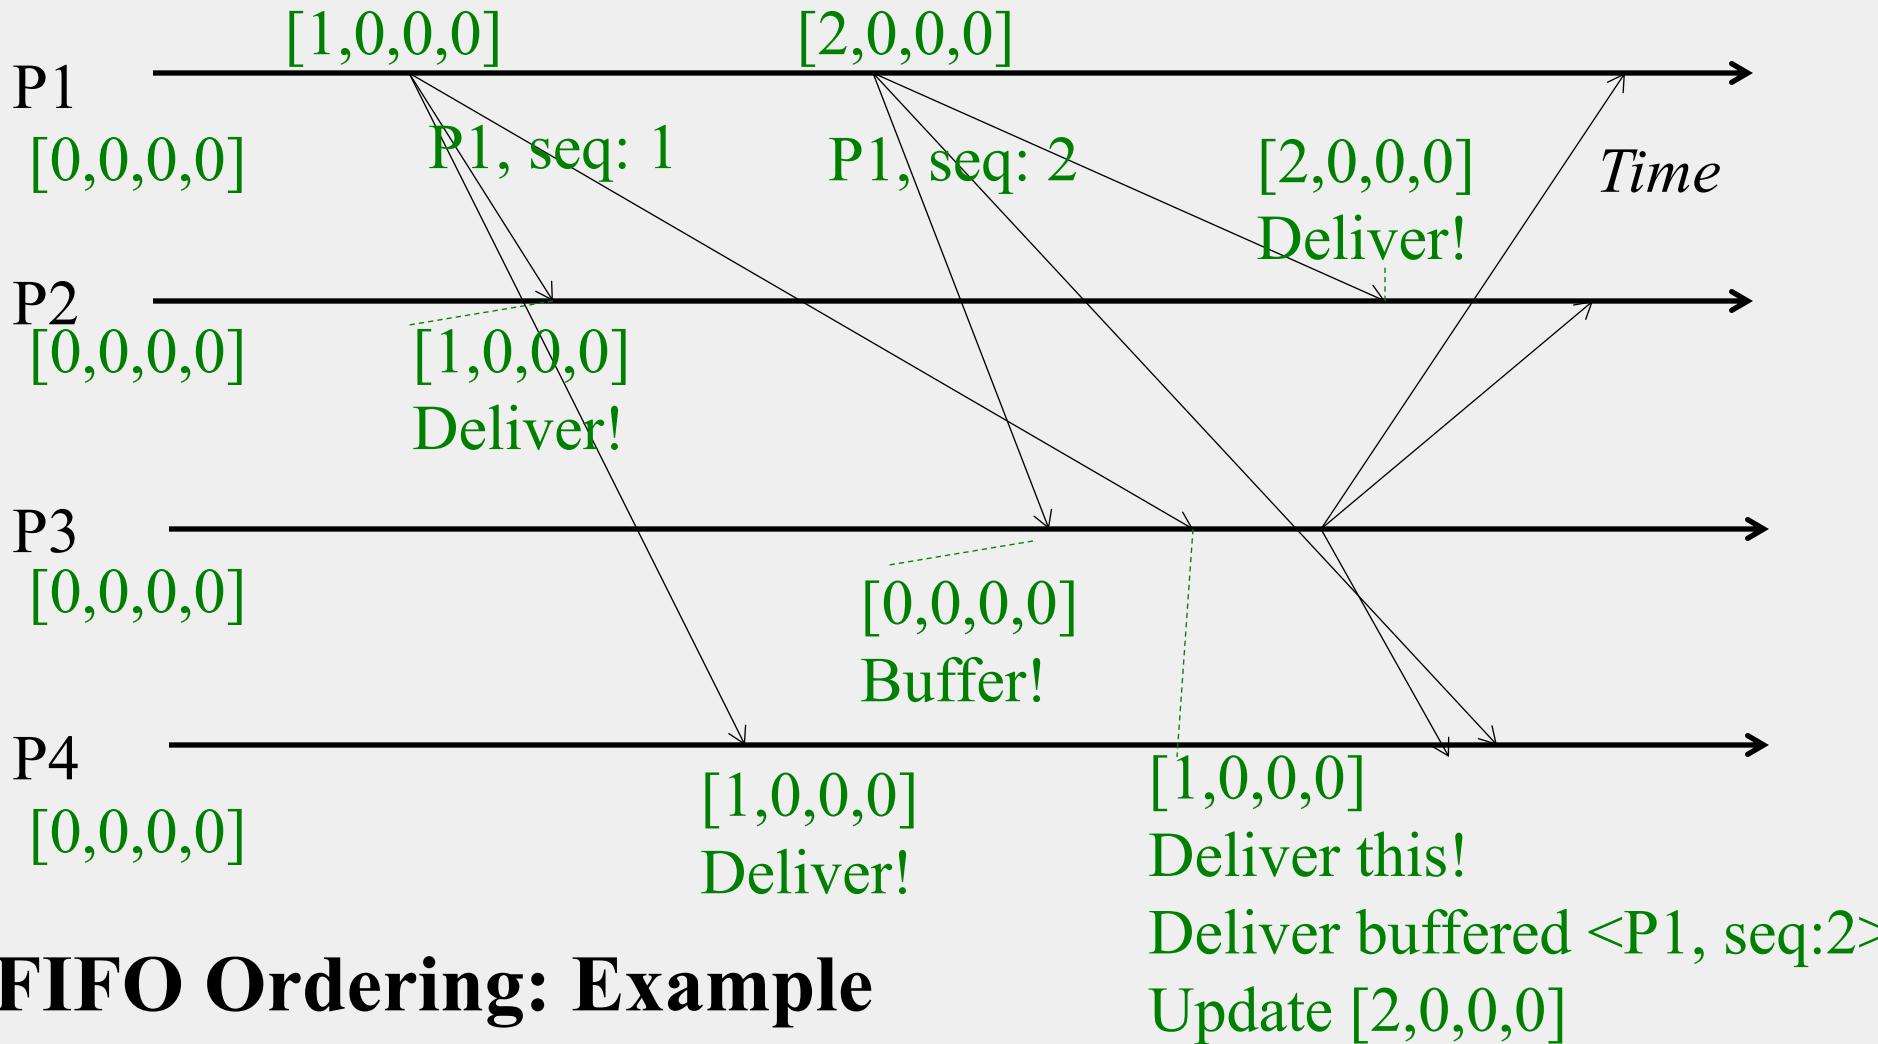 [1,0,0,0]
[2,0,0,0]
P1
[0,0,0,0]
P1, seq: 1
P1, seq: 2
[2,0,0,0]
Deliver!
Time
P2
[0,0,0,0]
[1,0,0,0]
Deliver!
P3
[0,0,0,0]
[0,0,0,0]
Buffer!
P4
[0,0,0,0]
[1,0,0,0]
Deliver!
[1,0,0,0]
Deliver this!
Deliver buffered <P1, seq:2>
Update [2,0,0,0]
FIFO Ordering: Example